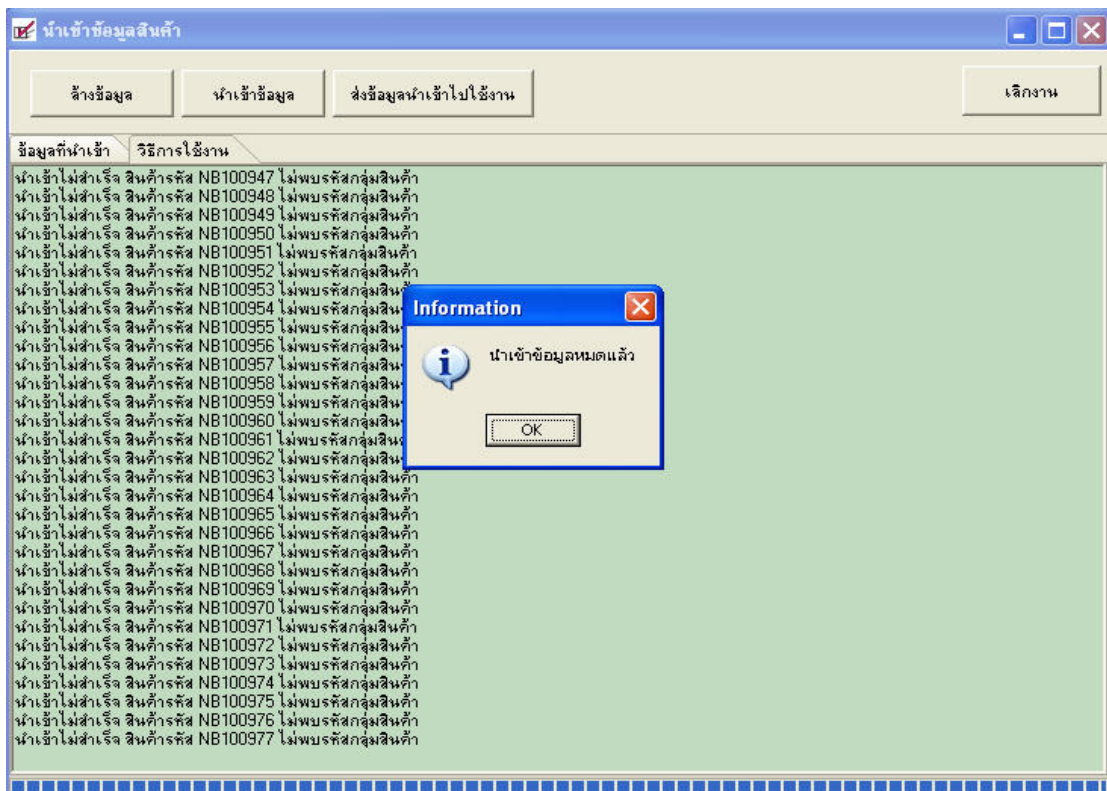 นำเข้าข้อมูลสินค้า
ล้างข้อมูล นำเข้าข้อมูล ส่งข้อมูลนำเข้าไปใช้งาน เลิกงาน
ข้อมูลที่นำเข้า วิธีการใช้งาน
นำเข้าไม่สำเร็จ สินค้ารหัส NB100947 ไม่พบรหัสกลุ่มสินค้า
นำเข้าไม่สำเร็จ สินค้ารหัส NB100948 ไม่พบรหัสกลุ่มสินค้า
นำเข้าไม่สำเร็จ สินค้ารหัส NB100949 ไม่พบรหัสกลุ่มสินค้า
นำเข้าไม่สำเร็จ สินค้ารหัส NB100950 ไม่พบรหัสกลุ่มสินค้า
นำเข้าไม่สำเร็จ สินค้ารหัส NB100951 ไม่พบรหัสกลุ่มสินค้า
นำเข้าไม่สำเร็จ สินค้ารหัส NB100952 ไม่พบรหัสกลุ่มสินค้า
นำเข้าไม่สำเร็จ สินค้ารหัส NB100953 ไม่พบรหัสกลุ่มสิน
นำเข้าไม่สำเร็จ สินค้ารหัส NB100954 ไม่พบรหัสกลุ่มสิน
นำเข้าไม่สำเร็จ สินค้ารหัส NB100955 ไม่พบรหัสกลุ่มสิน
นำเข้าไม่สำเร็จ สินค้ารหัส NB100956 ไม่พบรหัสกลุ่มสิน
นำเข้าไม่สำเร็จ สินค้ารหัส NB100957 ไม่พบรหัสกลุ่มสิน
นำเข้าไม่สำเร็จ สินค้ารหัส NB100958 ไม่พบรหัสกลุ่มสิน
นำเข้าไม่สำเร็จ สินค้ารหัส NB100959 ไม่พบรหัสกลุ่มสิน
นำเข้าไม่สำเร็จ สินค้ารหัส NB100960 ไม่พบรหัสกลุ่มสิน
นำเข้าไม่สำเร็จ สินค้ารหัส NB100961 ไม่พบรหัสกลุ่มสิน
นำเข้าไม่สำเร็จ สินค้ารหัส NB100962 ไม่พบรหัสกลุ่มสิน
นำเข้าไม่สำเร็จ สินค้ารหัส NB100963 ไม่พบรหัสกลุ่มสินค้า
นำเข้าไม่สำเร็จ สินค้ารหัส NB100964 ไม่พบรหัสกลุ่มสินค้า
นำเข้าไม่สำเร็จ สินค้ารหัส NB100965 ไม่พบรหัสกลุ่มสินค้า
นำเข้าไม่สำเร็จ สินค้ารหัส NB100966 ไม่พบรหัสกลุ่มสินค้า
นำเข้าไม่สำเร็จ สินค้ารหัส NB100967 ไม่พบรหัสกลุ่มสินค้า
นำเข้าไม่สำเร็จ สินค้ารหัส NB100968 ไม่พบรหัสกลุ่มสินค้า
นำเข้าไม่สำเร็จ สินค้ารหัส NB100969 ไม่พบรหัสกลุ่มสินค้า
นำเข้าไม่สำเร็จ สินค้ารหัส NB100970 ไม่พบรหัสกลุ่มสินค้า
นำเข้าไม่สำเร็จ สินค้ารหัส NB100971 ไม่พบรหัสกลุ่มสินค้า
นำเข้าไม่สำเร็จ สินค้ารหัส NB100972 ไม่พบรหัสกลุ่มสินค้า
นำเข้าไม่สำเร็จ สินค้ารหัส NB100973 ไม่พบรหัสกลุ่มสินค้า
นำเข้าไม่สำเร็จ สินค้ารหัส NB100974 ไม่พบรหัสกลุ่มสินค้า
นำเข้าไม่สำเร็จ สินค้ารหัส NB100975 ไม่พบรหัสกลุ่มสินค้า
นำเข้าไม่สำเร็จ สินค้ารหัส NB100976 ไม่พบรหัสกลุ่มสินค้า
นำเข้าไม่สำเร็จ สินค้ารหัส NB100977 ไม่พบรหัสกลุ่มสินค้า
Information
นำเข้าข้อมูลหมดแล้ว
OK